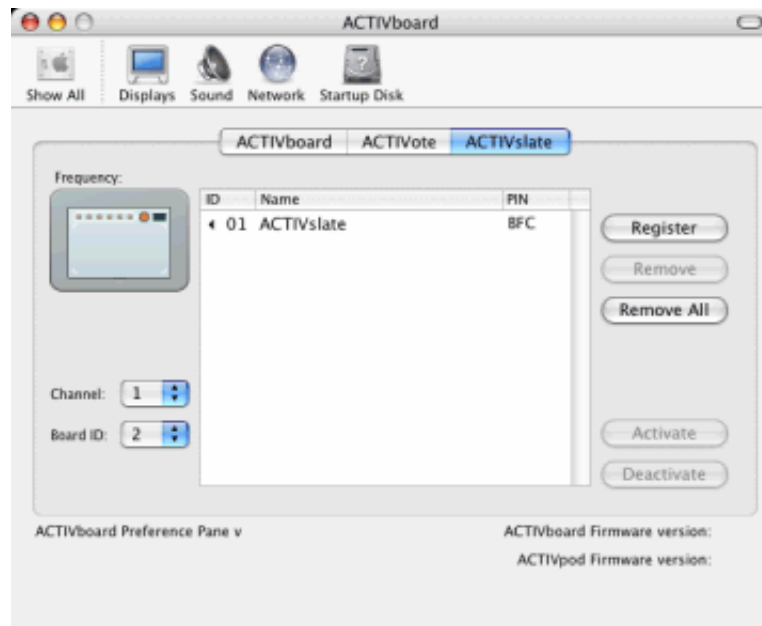 ACTIVboard
Show All Displays Sound Network Startup Disk
ACTIVboard ACTIVote ACTIVslate
Frequency:
ID Name PIN
01 ACTIVslate BFC
Register
Remove
Remove All
Channel: 1
Board ID: 2
Activate
Deactivate
ACTIVboard Preference Pane v
ACTIVboard Firmware version:
ACTIVpod Firmware version: